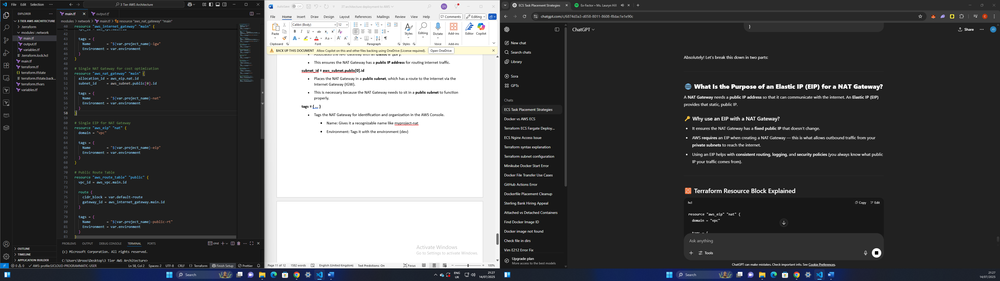 File Edit Selection ··· 3 Tier AWS Architecture
EXPLORER
3 TIER AWS ARCHITECTURE
.terraform
modules \ network
main.tf
output.tf
variables.tf
.terraform.lock.hcl
main.tf
terraform.tf
terraform.tfstate
terraform.tfstate.back...
terraform.tfvars
variables.tf
OUTLINE
TIMELINE
APPLICATION BUILDER
main.tf output.tf
modules > network > main.tf > resource "aws_nat_gateway" "main"
40 resource "aws_internet_gateway" "main" {
41 vpc_id = aws_vpc.main.id
42
43 tags = {
44 Name = "${var.project_name}-igw"
45 Environment = var.environment
46 }
47 }
48
49 # Single NAT Gateway for cost optimization
50 resource "aws_nat_gateway" "main" {
51 allocation_id = aws_eip.nat.id
52 subnet_id = aws_subnet.public[0].id
53
54 tags = {
55 Name = "${var.project_name}-nat"
56 Environment = var.environment
57 }
58 }
59
60 # Single EIP for NAT Gateway
61 resource "aws_eip" "nat" {
62 domain = "vpc"
63
64 tags = {
65 Name = "${var.project_name}-eip"
66 Environment = var.environment
67 }
68 }
69
70 # Public Route Table
71 resource "aws_route_table" "public" {
72 vpc_id = aws_vpc.main.id
73
74 route {
75 cidr_block = var.default-route
76 gateway_id = aws_internet_gateway.main.id
77 }
78
79 tags = {
80 Name = "${var.project_name}-public-rt"
81 Environment = var.environment
82 }
83 }
PROBLEMS OUTPUT DEBUG CONSOLE TERMINAL PORTS cmd
(c) Microsoft Corporation. All rights reserved.
C:\Users\Brooo\Desktop\3 Tier AWS Architecture>
0 0 AWS: profile:SJCLOUD-PROGRAMMATIC-USER Ln 58, Col 2 Spaces: 2 UTF-8 CRLF {} Terraform Finish Setup Prettier
AutoSave Off 3T architecture deployment to AWS SN
File Home Insert Draw Design Layout References Mailings Review View Help Comments Editing
Paste
Calibri (Body) 12
Styles Editing Dictate Add-ins Editor Copilot
Clipboard Font Paragraph Styles Voice Add-ins
BACK UP THIS DOCUMENT Allow Copilot on this and other files backing using OneDrive (License required). Open OneDrive
• Associates the NAT Gateway with an Elastic IP (EIP).
• This ensures the NAT Gateway has a public IP address for routing internet traffic.
subnet_id = aws_subnet.public[0].id
• Places the NAT Gateway in a public subnet, which has a route to the internet via the
Internet Gateway (IGW).
• This is necessary because the NAT Gateway needs to sit in a public subnet to function
properly.
tags = { ... }
• Tags the NAT Gateway for identification and organization in the AWS Console.
• Name: Gives it a recognizable name like myproject-nat
• Environment: Tags it with the environment (dev)
Activate Windows
Go to Settings to activate Windows.
Page 11 of 12 1582 words English (United Kingdom) Text Predictions: On Focus 100%
ECS Task Placement Strategies Ex-Factor • Ms. Lauryn Hill
chatgpt.com/c/6874d3a3-d058-8011-8608-f8dac1e1e90c
New chat
Search chats
Library
Sora
GPTs
Chats
ECS Task Placement Strategies
Docker vs AWS ECS
Terraform ECS Fargate Deploy...
ECS Nginx Access Issue
Terraform syntax explanation
Terraform subnet configuration
Minikube Docker Start Error
Docker File Transfer Use Cases
GitHub Actions Error
Dockerfile Placement Cleanup
Sterling Bank Hiring Appeal
Attached vs Detached Containers
Find Docker Image ID
Docker image not found
Check file in dirs
Vim E212 Error Fix
Upgrade plan
More access to the best models
ChatGPT
Share
JO
}
Absolutely! Let's break this down in two parts:
🌐 What Is the Purpose of an Elastic IP (EIP) for a NAT Gateway?
A NAT Gateway needs a public IP address so that it can communicate with the internet. An Elastic IP (EIP)
provides that static, public IP.
🔑 Why use an EIP with a NAT Gateway?
• It ensures the NAT Gateway has a fixed public IP that doesn't change.
• AWS requires an EIP when creating a NAT Gateway — this is what allows outbound traffic from your
private subnets to reach the internet.
• Using an EIP helps with consistent routing, logging, and security policies (you always know what public
IP your traffic comes from).
🧱 Terraform Resource Block Explained
hcl Copy Edit
resource "aws_eip" "nat" {
domain = "vpc"
tags = {
Ask anything
Tools
ChatGPT can make mistakes. Check important info. See Cookie Preferences.
Search
ENG
UK
21:27
14/07/2025
Search
21:27
14/07/2025